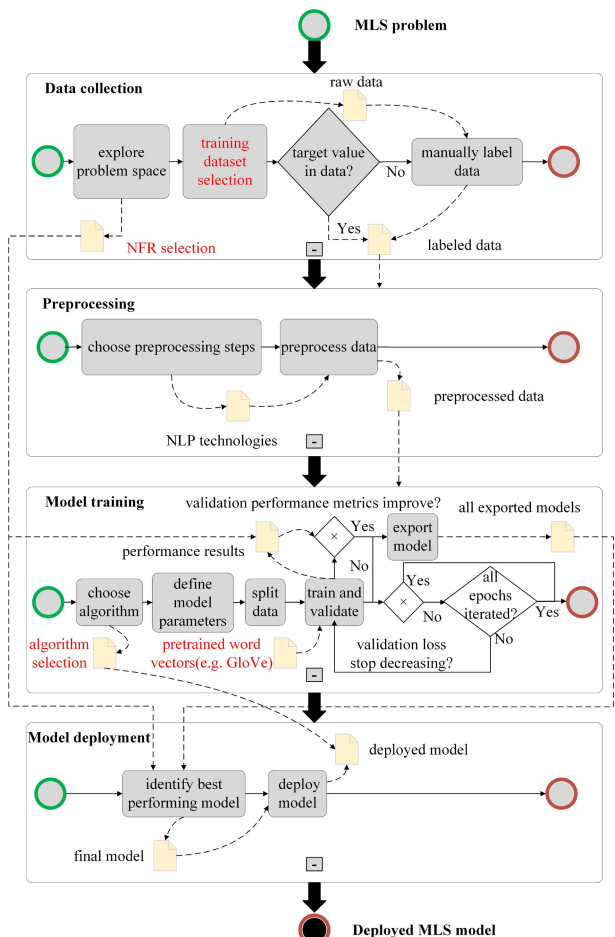 MLS problem
Data collection
raw data
explore
problem space
training
dataset
selection
target value
in data?
No
manually label
data
Yes
NFR selection
labeled data
-
Preprocessing
choose preprocessing steps
preprocess data
preprocessed data
NLP technologies
-
Model training
validation performance metrics improve?
all exported models
×
Yes
export
model
performance results
No
choose
algorithm
define
model
parameters
split
data
train and
validate
×
Yes
No
all
epochs
iterated?
Yes
No
algorithm
selection
pretrained word
vectors(e.g. GloVe)
validation loss
stop decreasing?
-
Model deployment
deployed model
identify best
performing model
deploy
model
final model
-
Deployed MLS model